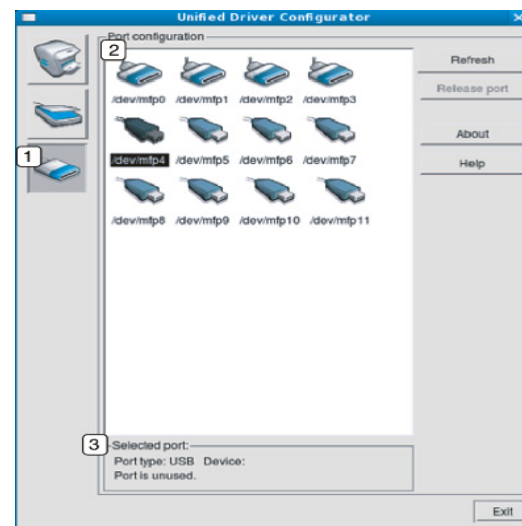 Unified Driver Configurator
Port configuration
2
Refresh
/dev/mfp0 /dev/mfp1 /dev/mfp2 /dev/mfp3
Release port
About
1
/dev/mfp4 /dev/mfp5 /dev/mfp6 /dev/mfp7
Help
/dev/mfp8 /dev/mfp9 /dev/mfp10 /dev/mfp11
3
Selected port:
Port type: USB Device:
Port is unused.
Exit